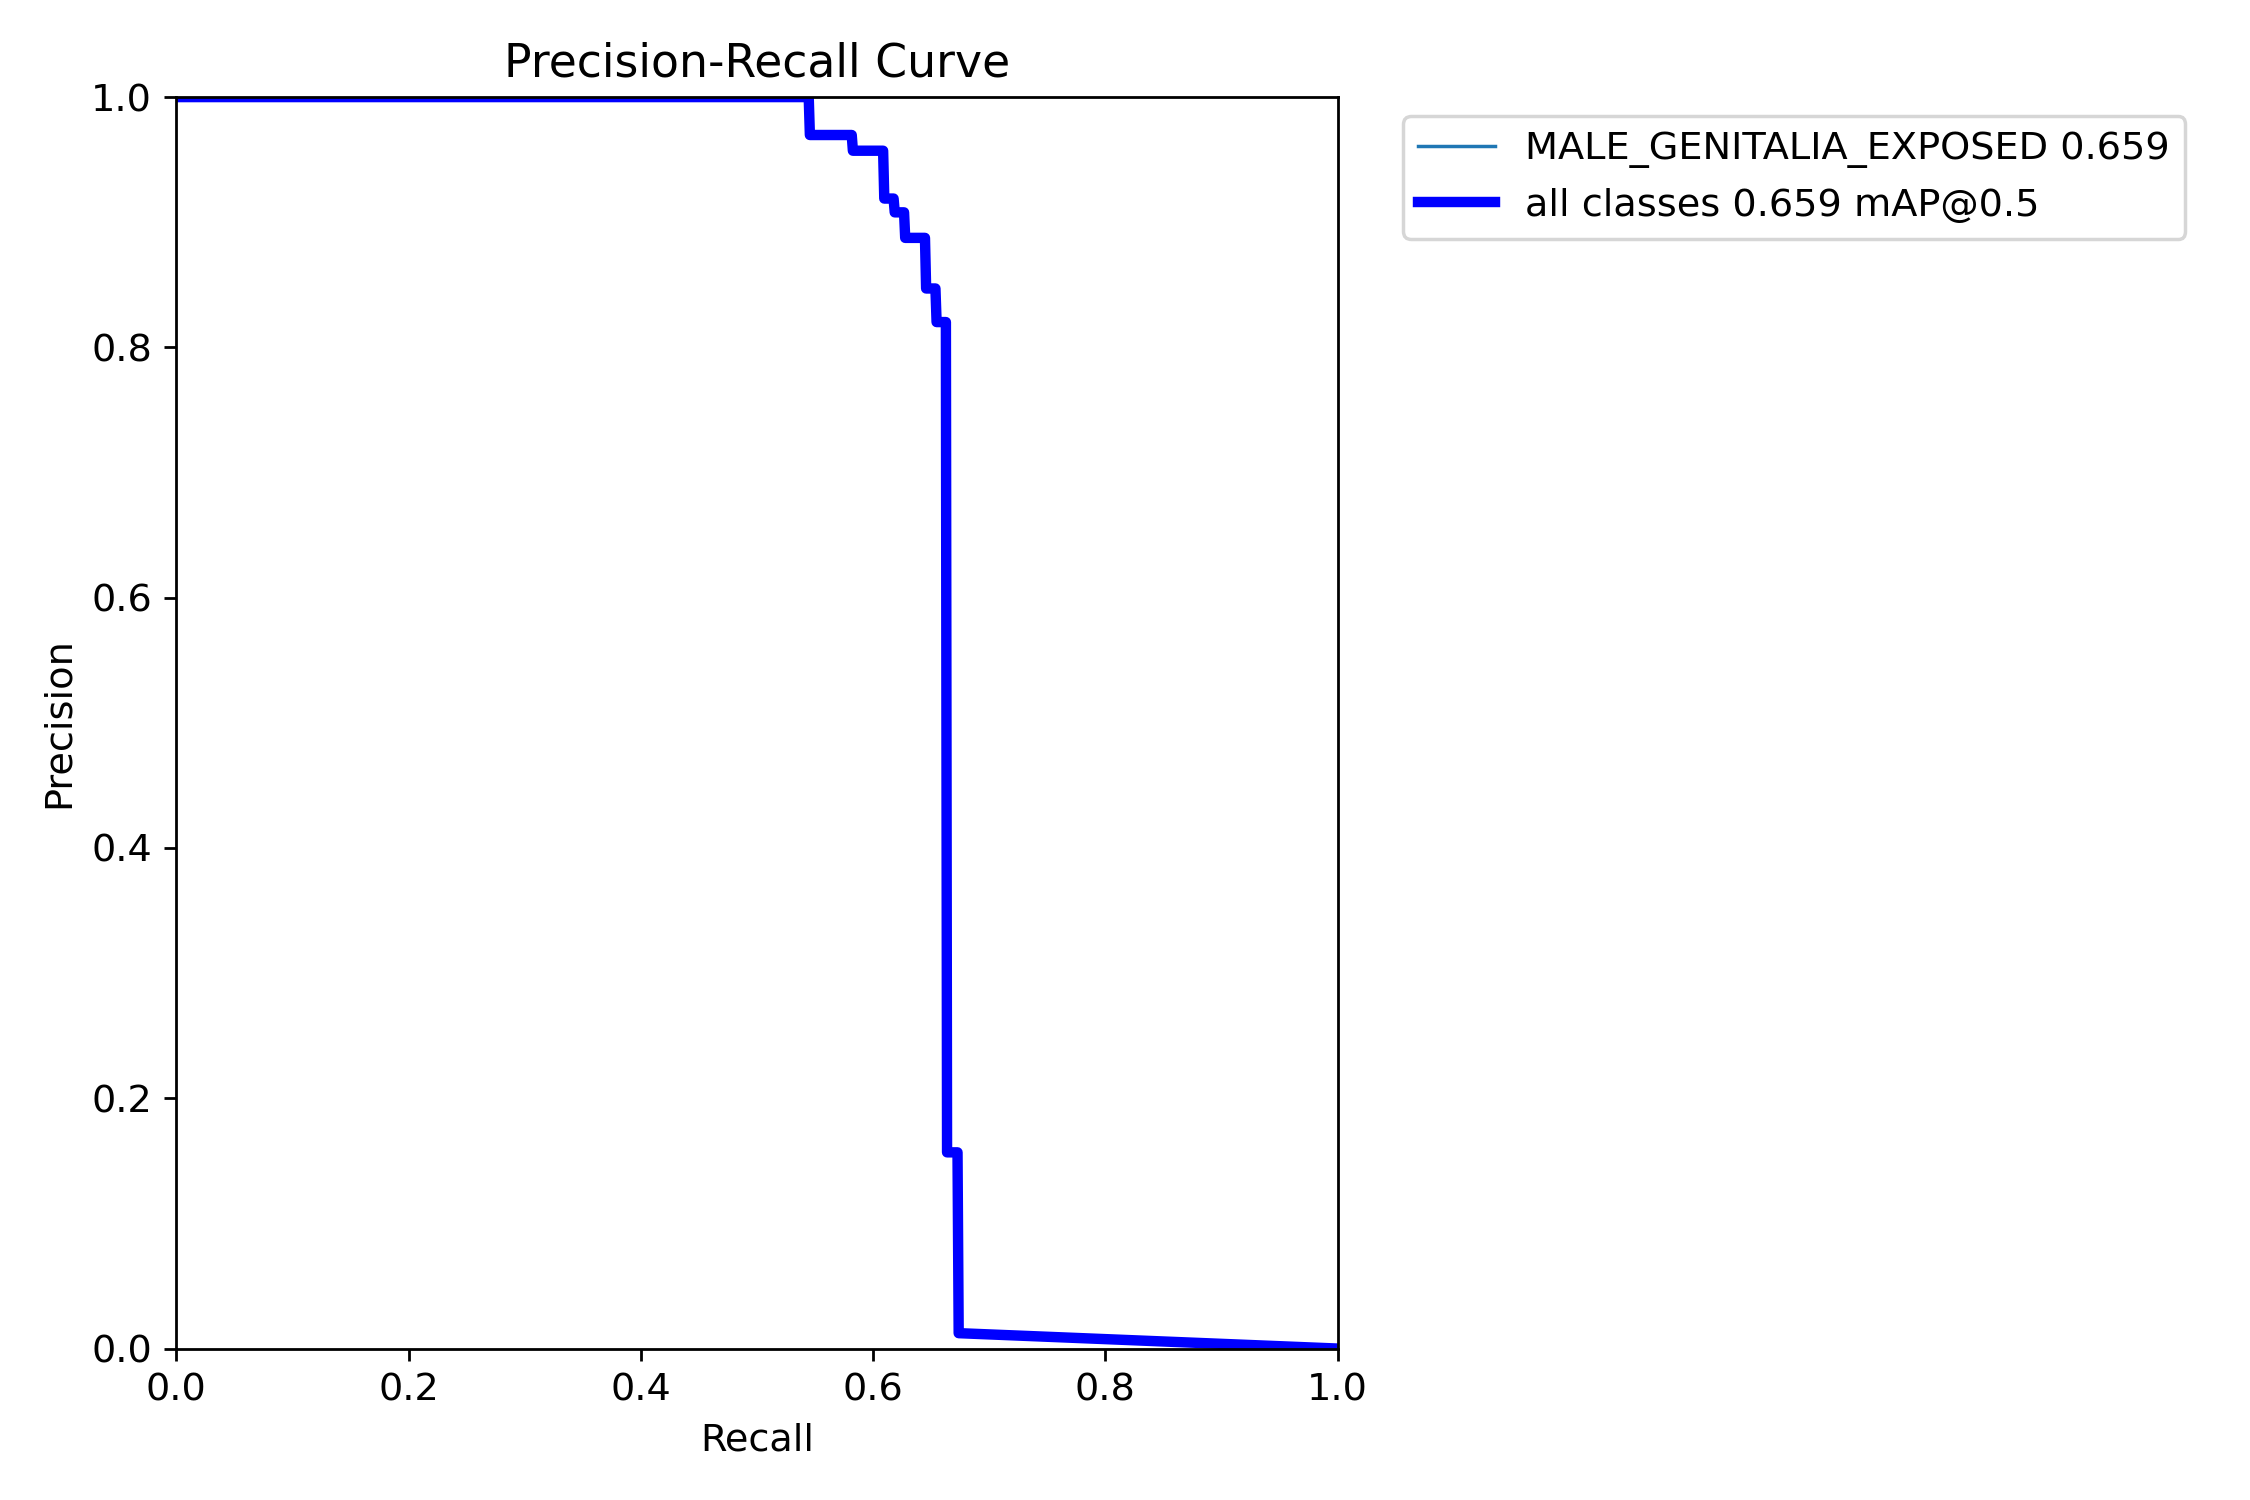 Precision-Recall Curve
1.0
0.8
0.6
0.4
0.2
0.0
Precision
0.0 0.2 0.4 0.6 0.8 1.0
Recall
MALE_GENITALIA_EXPOSED 0.659
all classes 0.659 mAP@0.5